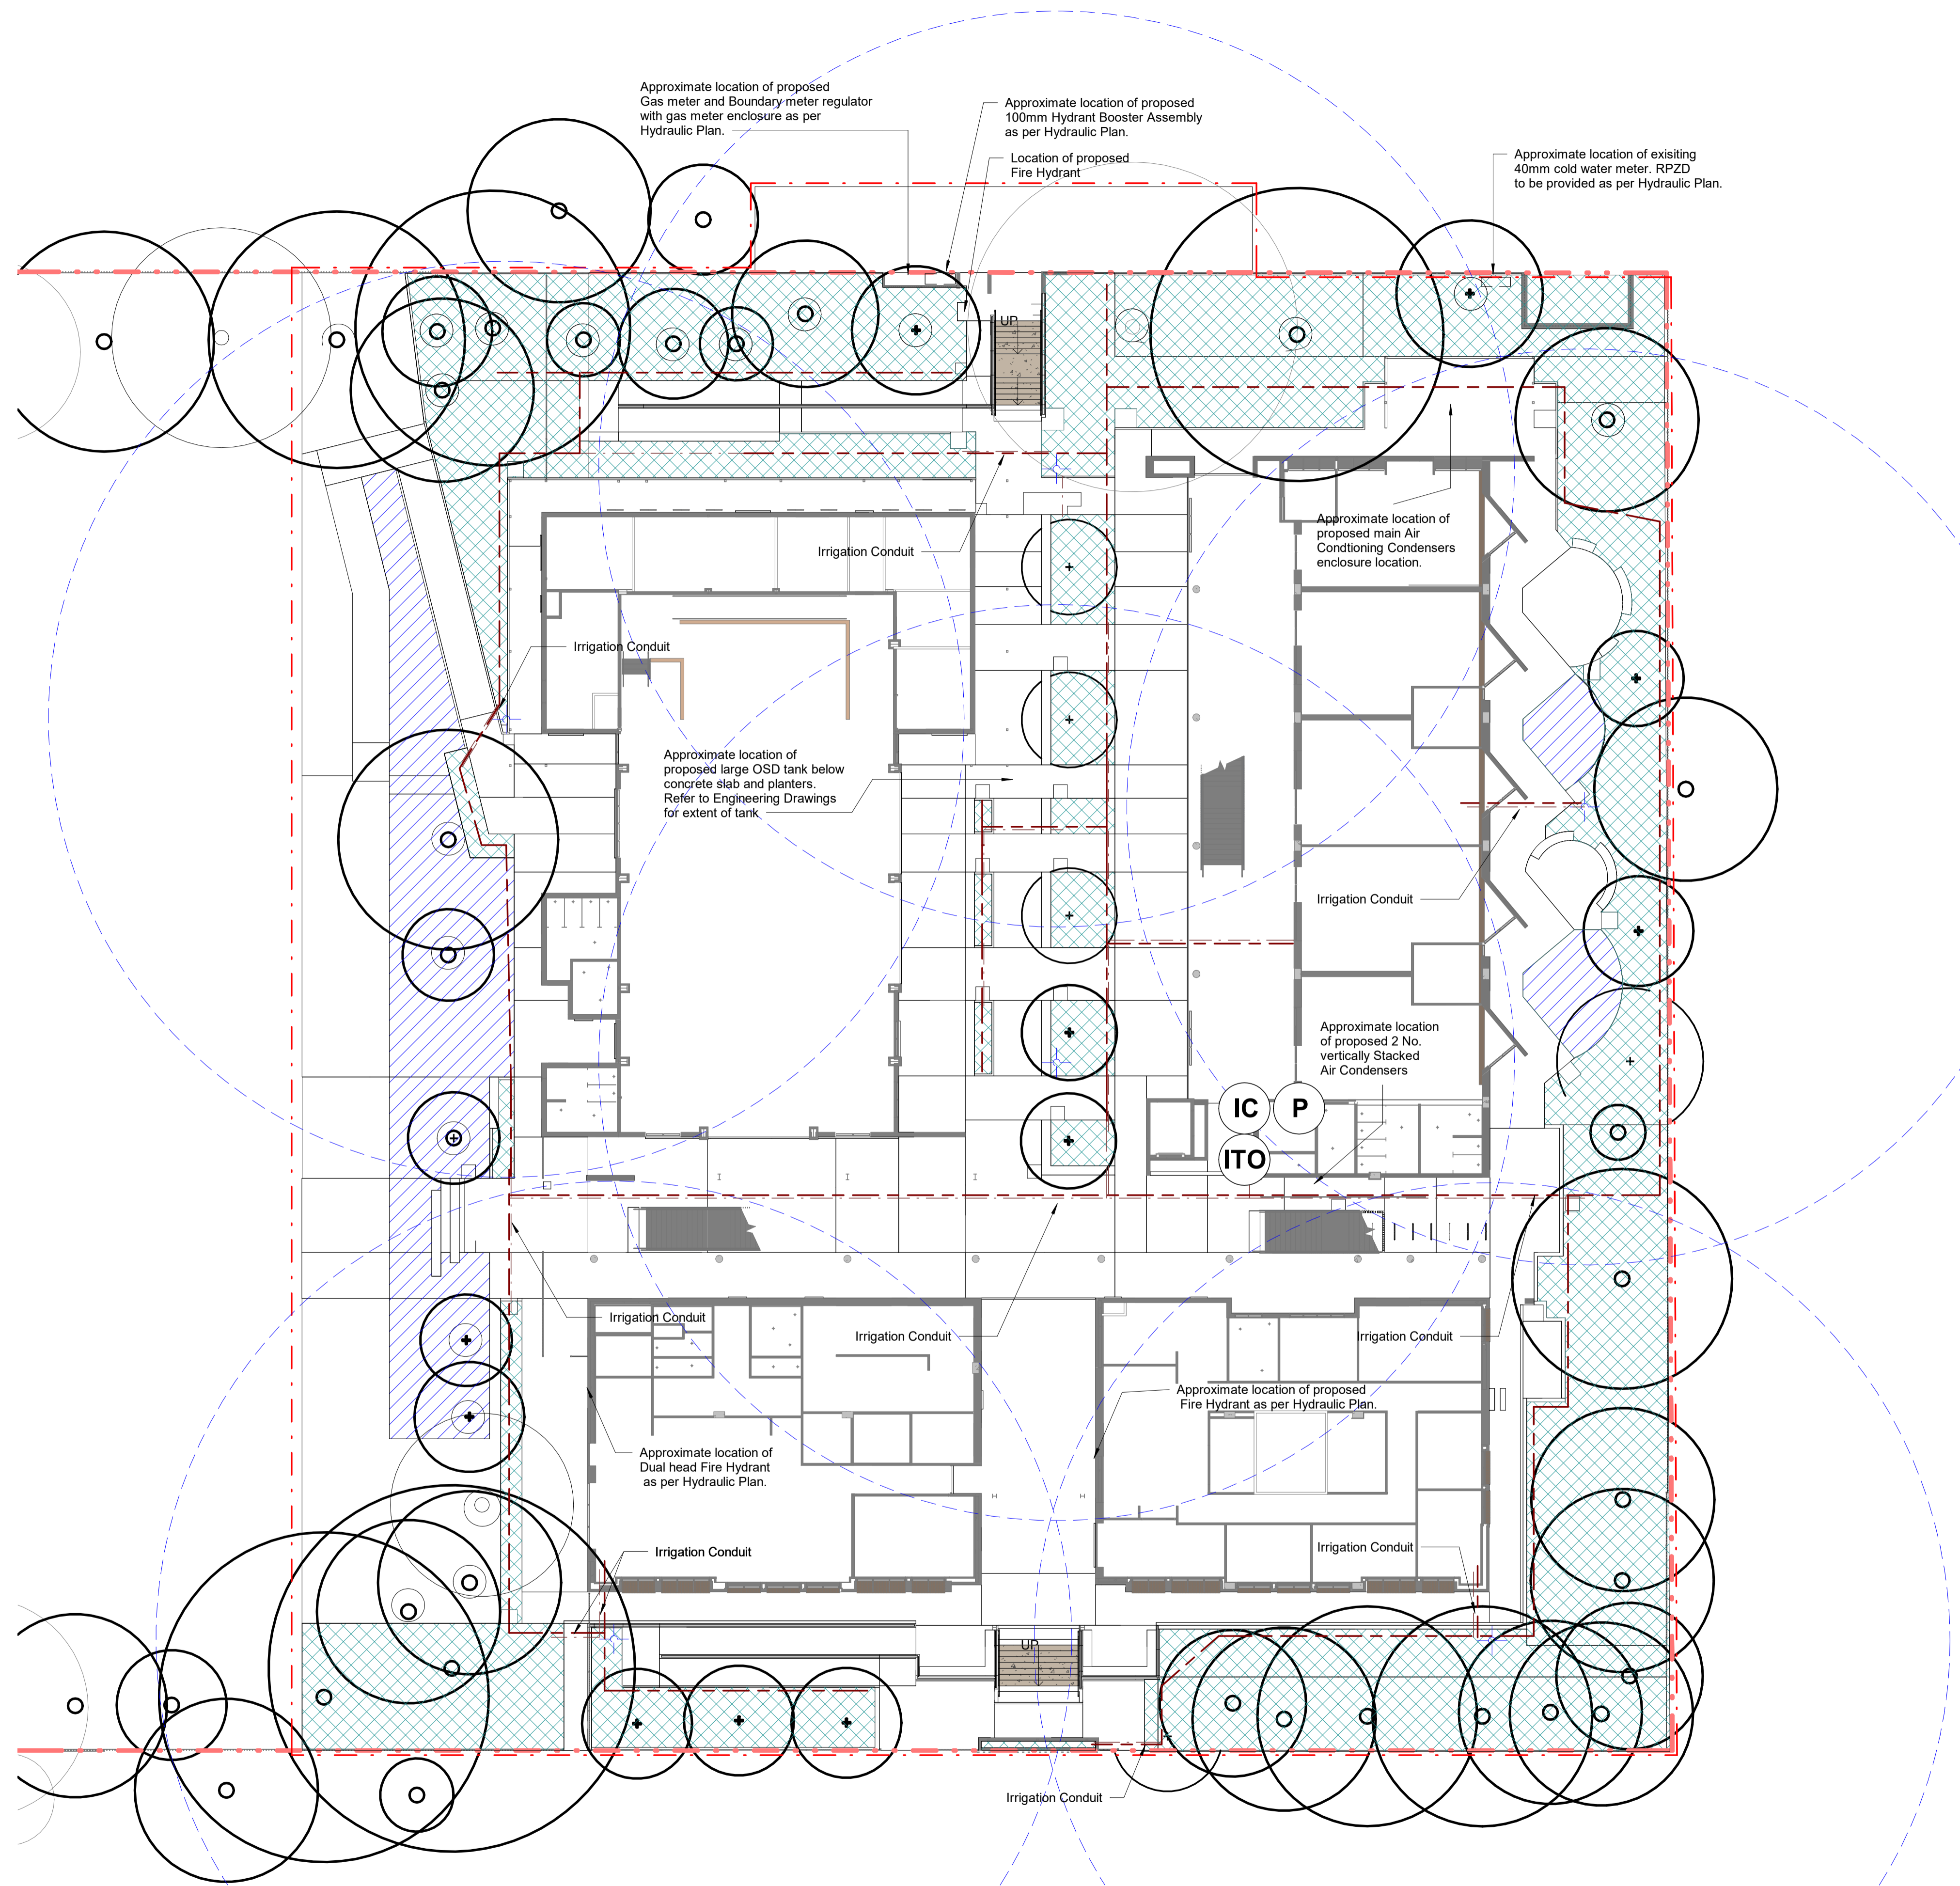 Approximate location of proposed
Gas meter and Boundary meter regulator
with gas meter enclosure as per
Hydraulic Plan.
Approximate location of proposed
100mm Hydrant Booster Assembly
as per Hydraulic Plan.
Location of proposed
Fire Hydrant
Approximate location of exisiting
40mm cold water meter. RPZD
to be provided as per Hydraulic Plan.
UP
Approximate location of
proposed main Air
Condtioning Condensers
enclosure location.
Irrigation Conduit
Irrigation Conduit
Approximate location of
proposed large OSD tank below
concrete slab and planters.
Refer to Engineering Drawings
for extent of tank
Irrigation Conduit
Approximate location
of proposed 2 No.
vertically Stacked
Air Condensers
IC
P
ITO
Irrigation Conduit
Irrigation Conduit
Irrigation Conduit
Approximate location of proposed
Fire Hydrant as per Hydraulic Plan.
Approximate location of
Dual head Fire Hydrant
as per Hydraulic Plan.
Irrigation Conduit
Irrigation Conduit
UP
Irrigation Conduit